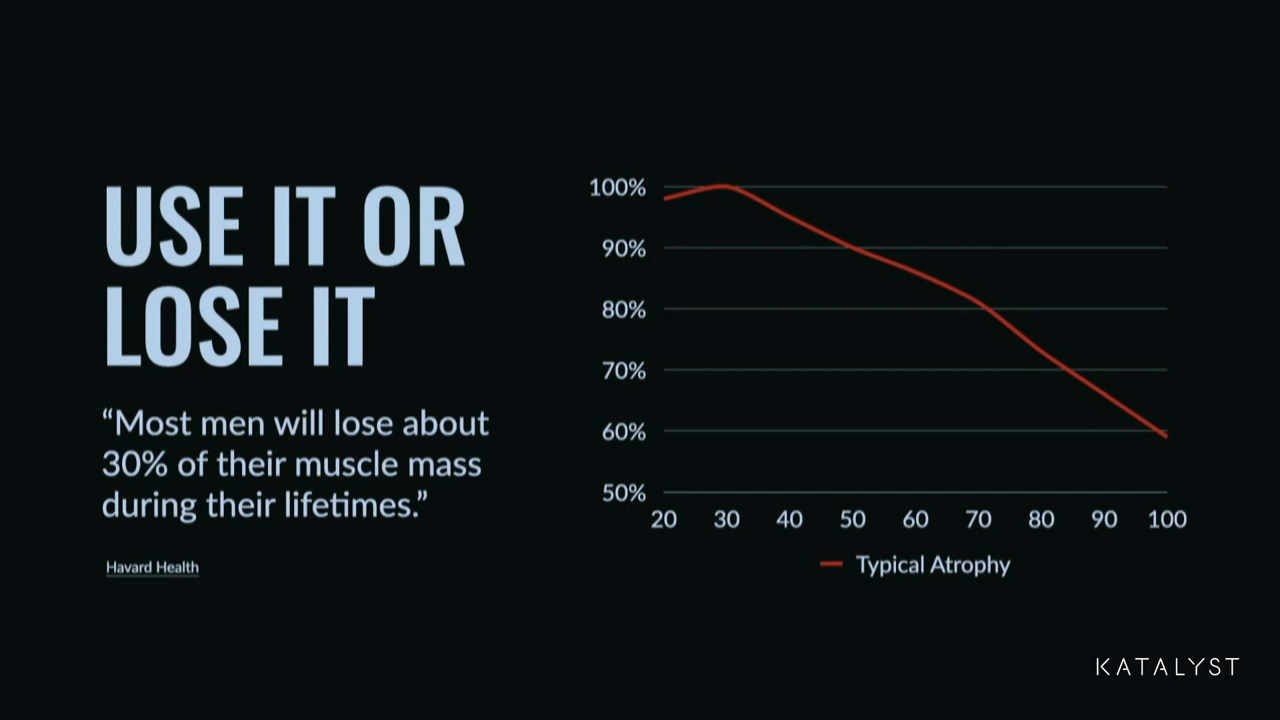 USE IT OR
LOSE IT
“Most men will lose about
30% of their muscle mass
during their lifetimes.”
Havard Health
100%
90%
80%
70%
60%
50%
20 30 40 50 60 70 80 90 100
Typical Atrophy
KATALYST